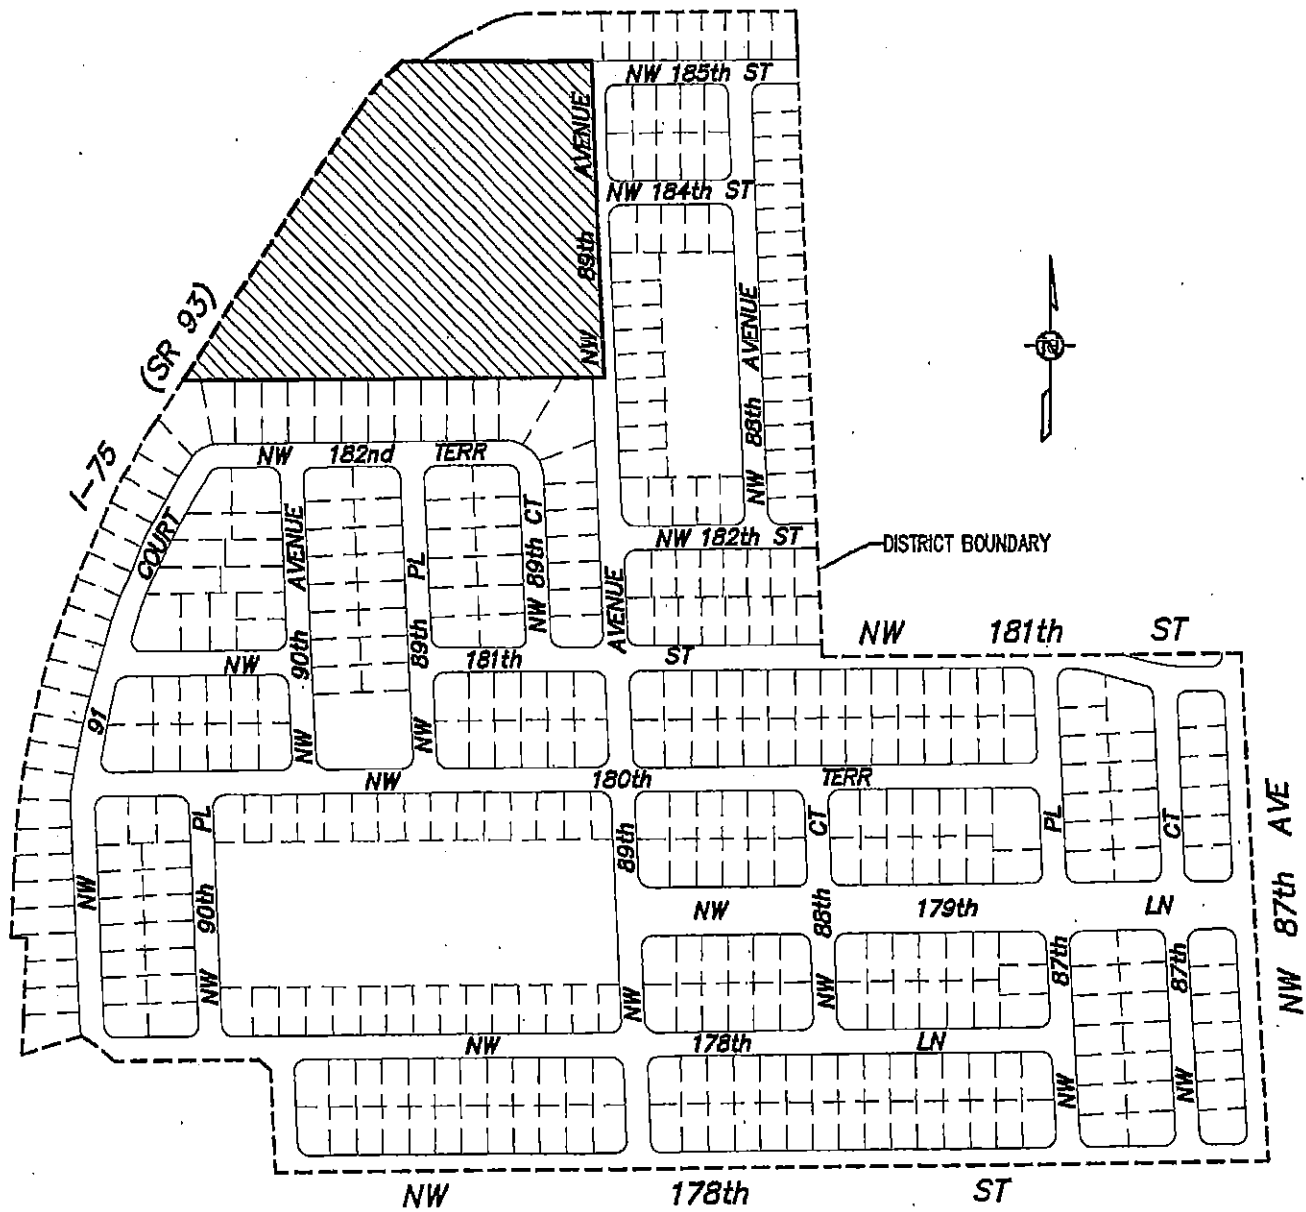 NW 185th ST
NW 89th AVENUE
NW 184th ST
(SR 93)
I-75
NW 88th AVENUE
NW 182nd TERR
COURT
AVENUE
PL
NW 89th CT
NW 182th ST
DISTRICT BOUNDARY
AVENUE
NW 181th ST
NW 181th ST
90th
89th
91
NW
NW
NW 180th TERR
PL
89th
CT
PL
CT
NW 87th AVE
NW
90th
NW 179th LN
88th
NW
NW
NW
87th
87th
NW 178th LN
NW
NW
NW 178th ST